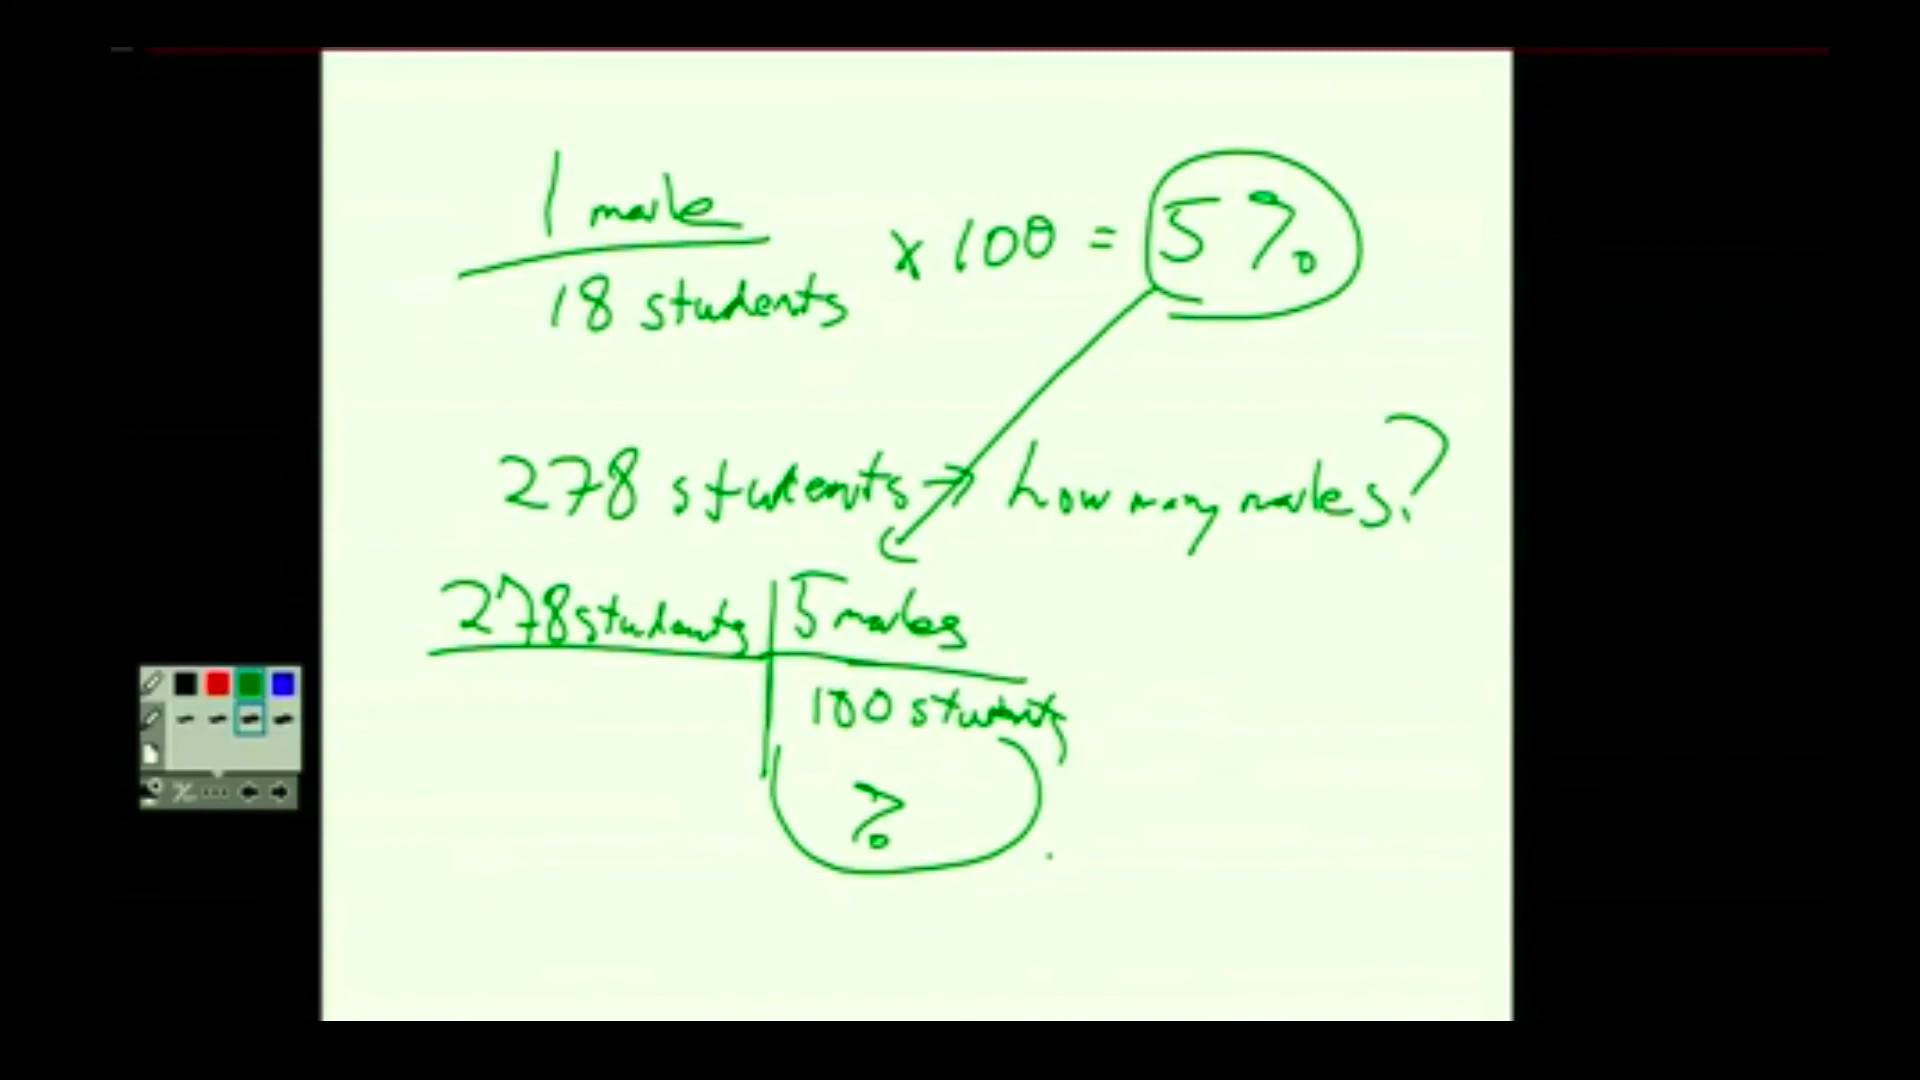 1 male
18 students
x 100 = 5%
278 students → how many males?
278 students | 5 males
100 students
?